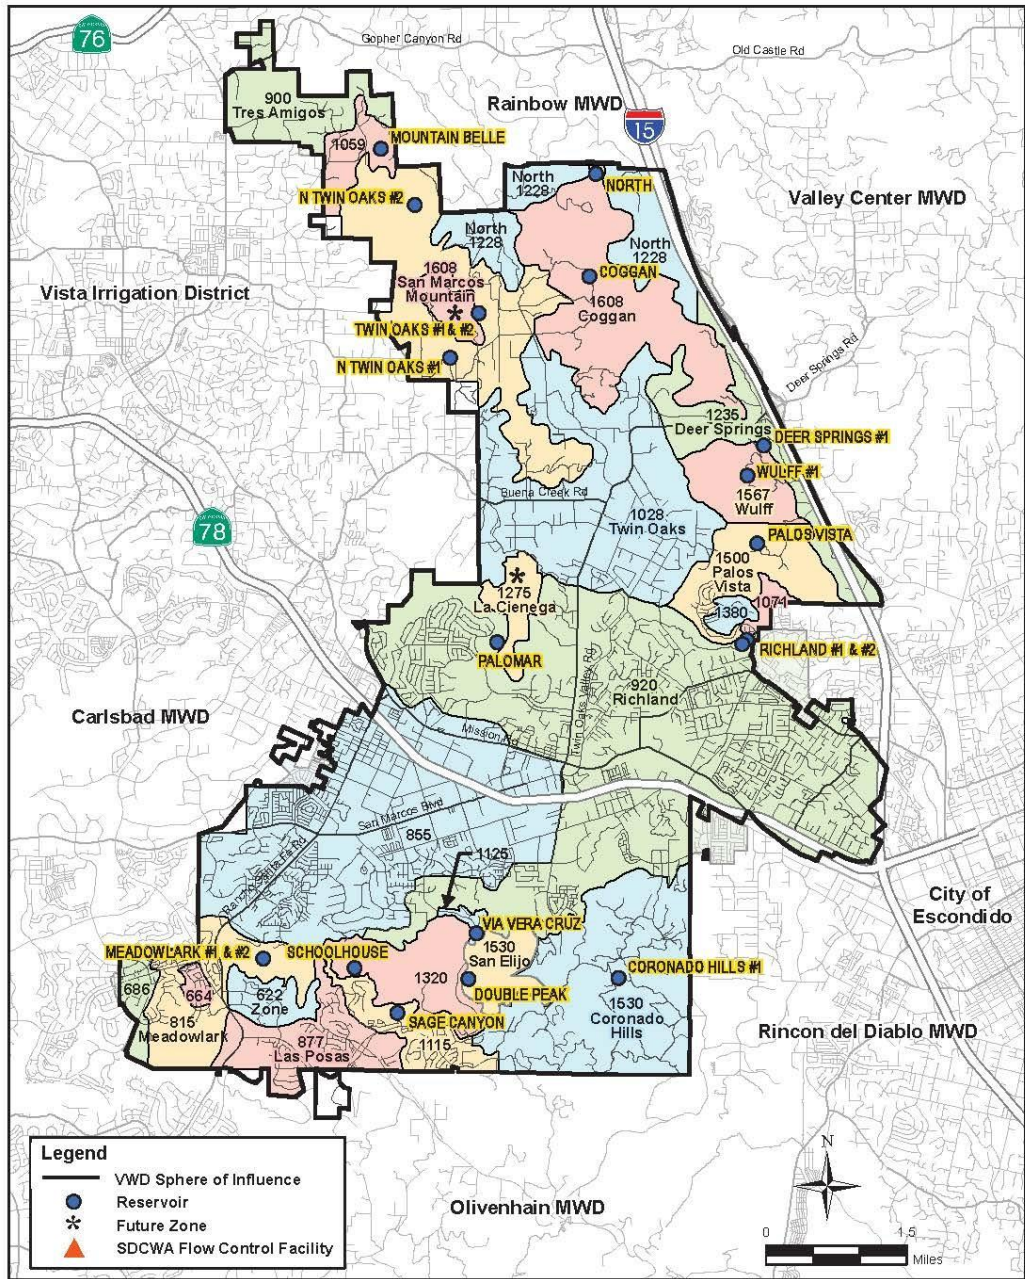 76
Gopher Canyon Rd
Old Castle Rd
900
Tres Amigos
Rainbow MWD
15
1059
MOUNTAIN BELLE
North
1228
NORTH
N TWIN OAKS #2
Valley Center MWD
North
1228
North
1228
COGGAN
1608
San Marcos
Mountain
*
Vista Irrigation District
1608
Coggan
TWIN OAKS #1 & #2
N TWIN OAKS #1
Deer Springs Rd
1235
Deer Springs
DEER SPRINGS #1
WULFF #1
1567
Wulff
Buena Creek Rd
1028
Twin Oaks
78
PALOS VISTA
1500
Palos
Vista
*
1275
La Cienega
1071
1380
PALOMAR
RICHLAND #1 & #2
920
Richland
Twin Oaks Valley Rd
Carlsbad MWD
Mission Rd
San Marcos Blvd
855
Rancho Santa Fe Rd
1125
City of
Escondido
VIA VERA CRUZ
MEADOWLARK #1 & #2
SCHOOLHOUSE
1530
San Elijo
CORONADO HILLS #1
1320
DOUBLE PEAK
686
664
622
Zone
1530
Coronado
Hills
SAGE CANYON
815
Meadowlark
Rincon del Diablo MWD
877
Las Posas
1115
Legend
VWD Sphere of Influence
Reservoir
* Future Zone
SDCWA Flow Control Facility
Olivenhain MWD
N
0 1.5
Miles